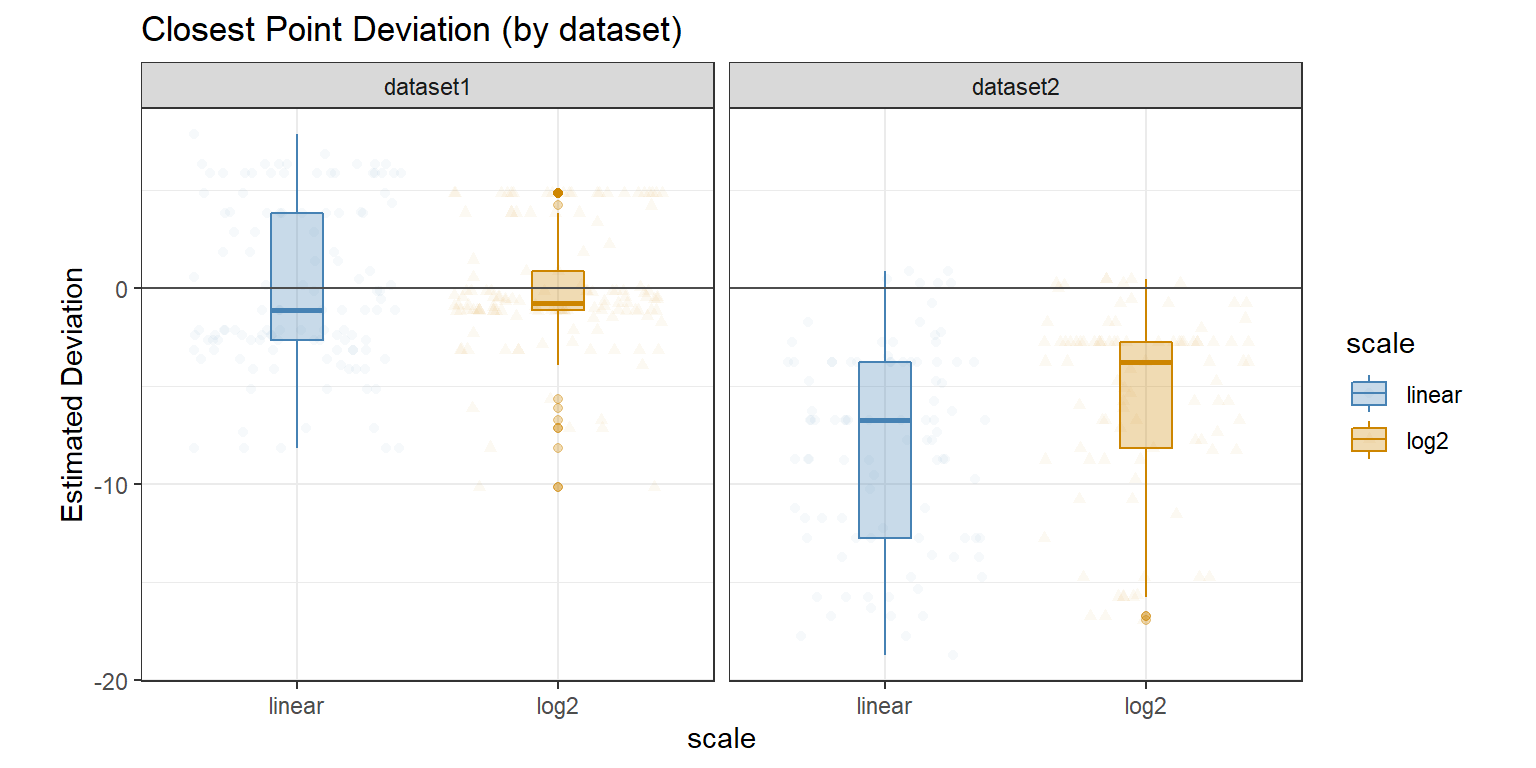 Closest Point Deviation (by dataset)
dataset1
dataset2
Estimated Deviation
0
-10
-20
linear
log2
linear
log2
scale
scale
linear
log2